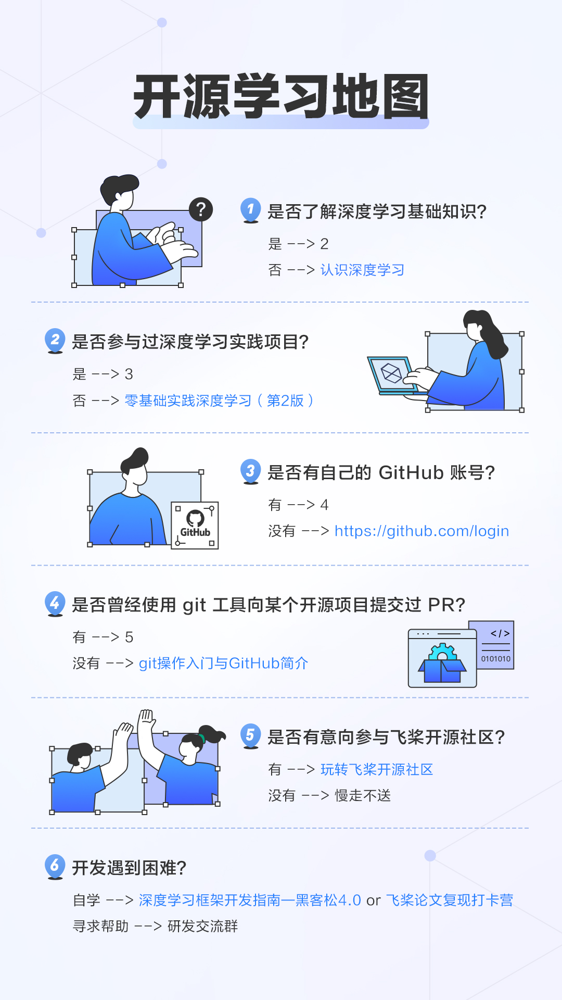 开源学习地图
?
1 是否了解深度学习基础知识?
是 --> 2
否 --> 认识深度学习
2 是否参与过深度学习实践项目?
是 --> 3
否 --> 零基础实践深度学习（第2版）
3 是否有自己的 GitHub 账号?
有 --> 4
没有 --> https://github.com/login
GitHub
4 是否曾经使用 git 工具向某个开源项目提交过 PR?
有 --> 5
没有 --> git操作入门与GitHub简介
</>
0101010
5 是否有意向参与飞桨开源社区?
有 --> 玩转飞桨开源社区
没有 --> 慢走不送
6 开发遇到困难?
自学 --> 深度学习框架开发指南—黑客松4.0 or 飞桨论文复现打卡营
寻求帮助 --> 研发交流群